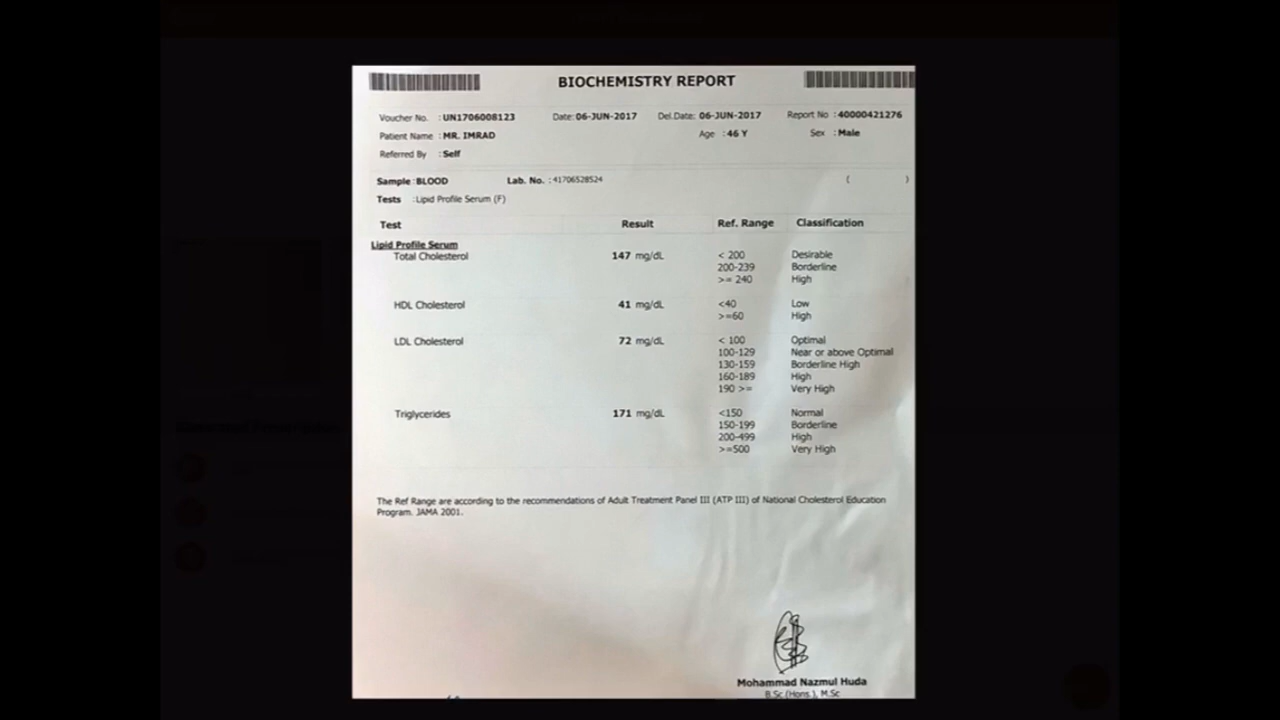 BIOCHEMISTRY REPORT
Voucher No. : UN1706008123 Date: 06-JUN-2017 Del.Date: 06-JUN-2017 Report No : 40000421276
Patient Name : MR. IMRAD Age : 46 Y Sex : Male
Referred By : Self
Sample : BLOOD Lab. No. : 41706528524 ( )
Tests : Lipid Profile Serum (F)
Test Result Ref. Range Classification
Lipid Profile Serum
Total Cholesterol 147 mg/dL < 200 Desirable
200-239 Borderline
>= 240 High
HDL Cholesterol 41 mg/dL <40 Low
>=60 High
LDL Cholesterol 72 mg/dL < 100 Optimal
100-129 Near or above Optimal
130-159 Borderline High
160-189 High
190 >= Very High
Triglycerides 171 mg/dL <150 Normal
150-199 Borderline
200-499 High
>=500 Very High
The Ref Range are according to the recommendations of Adult Treatment Panel III (ATP III) of National Cholesterol Education
Program. JAMA 2001.
Mohammad Nazmul Huda
B.Sc (Hons.), M.Sc